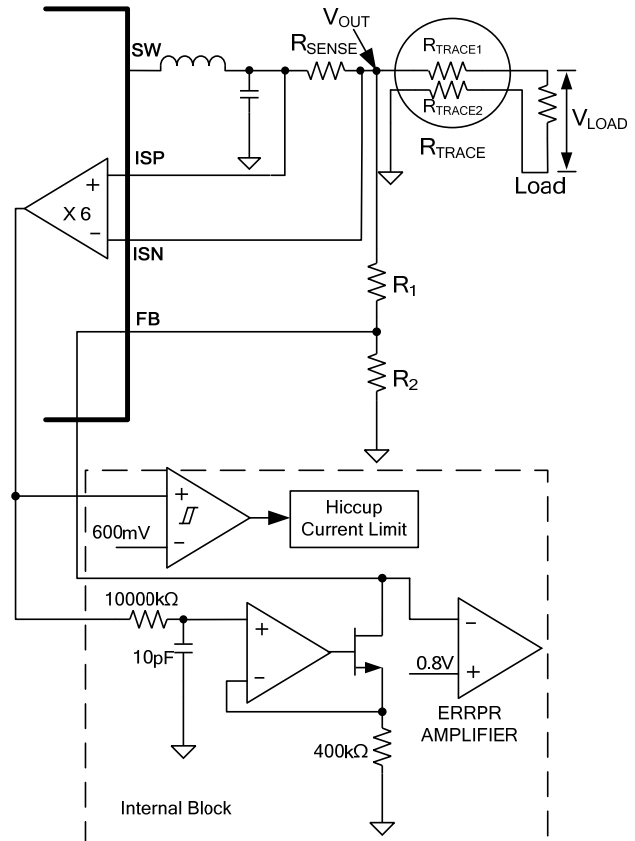 VOUT
SW
RSENSE
RTRACE1
RTRACE2
VLOAD
RTRACE
Load
ISP
+
X 6
−
ISN
R1
FB
R2
+
600mV
−
Hiccup
Current Limit
10000kΩ
10pF
+
−
−
0.8V
+
ERRPR
AMPLIFIER
400kΩ
Internal Block